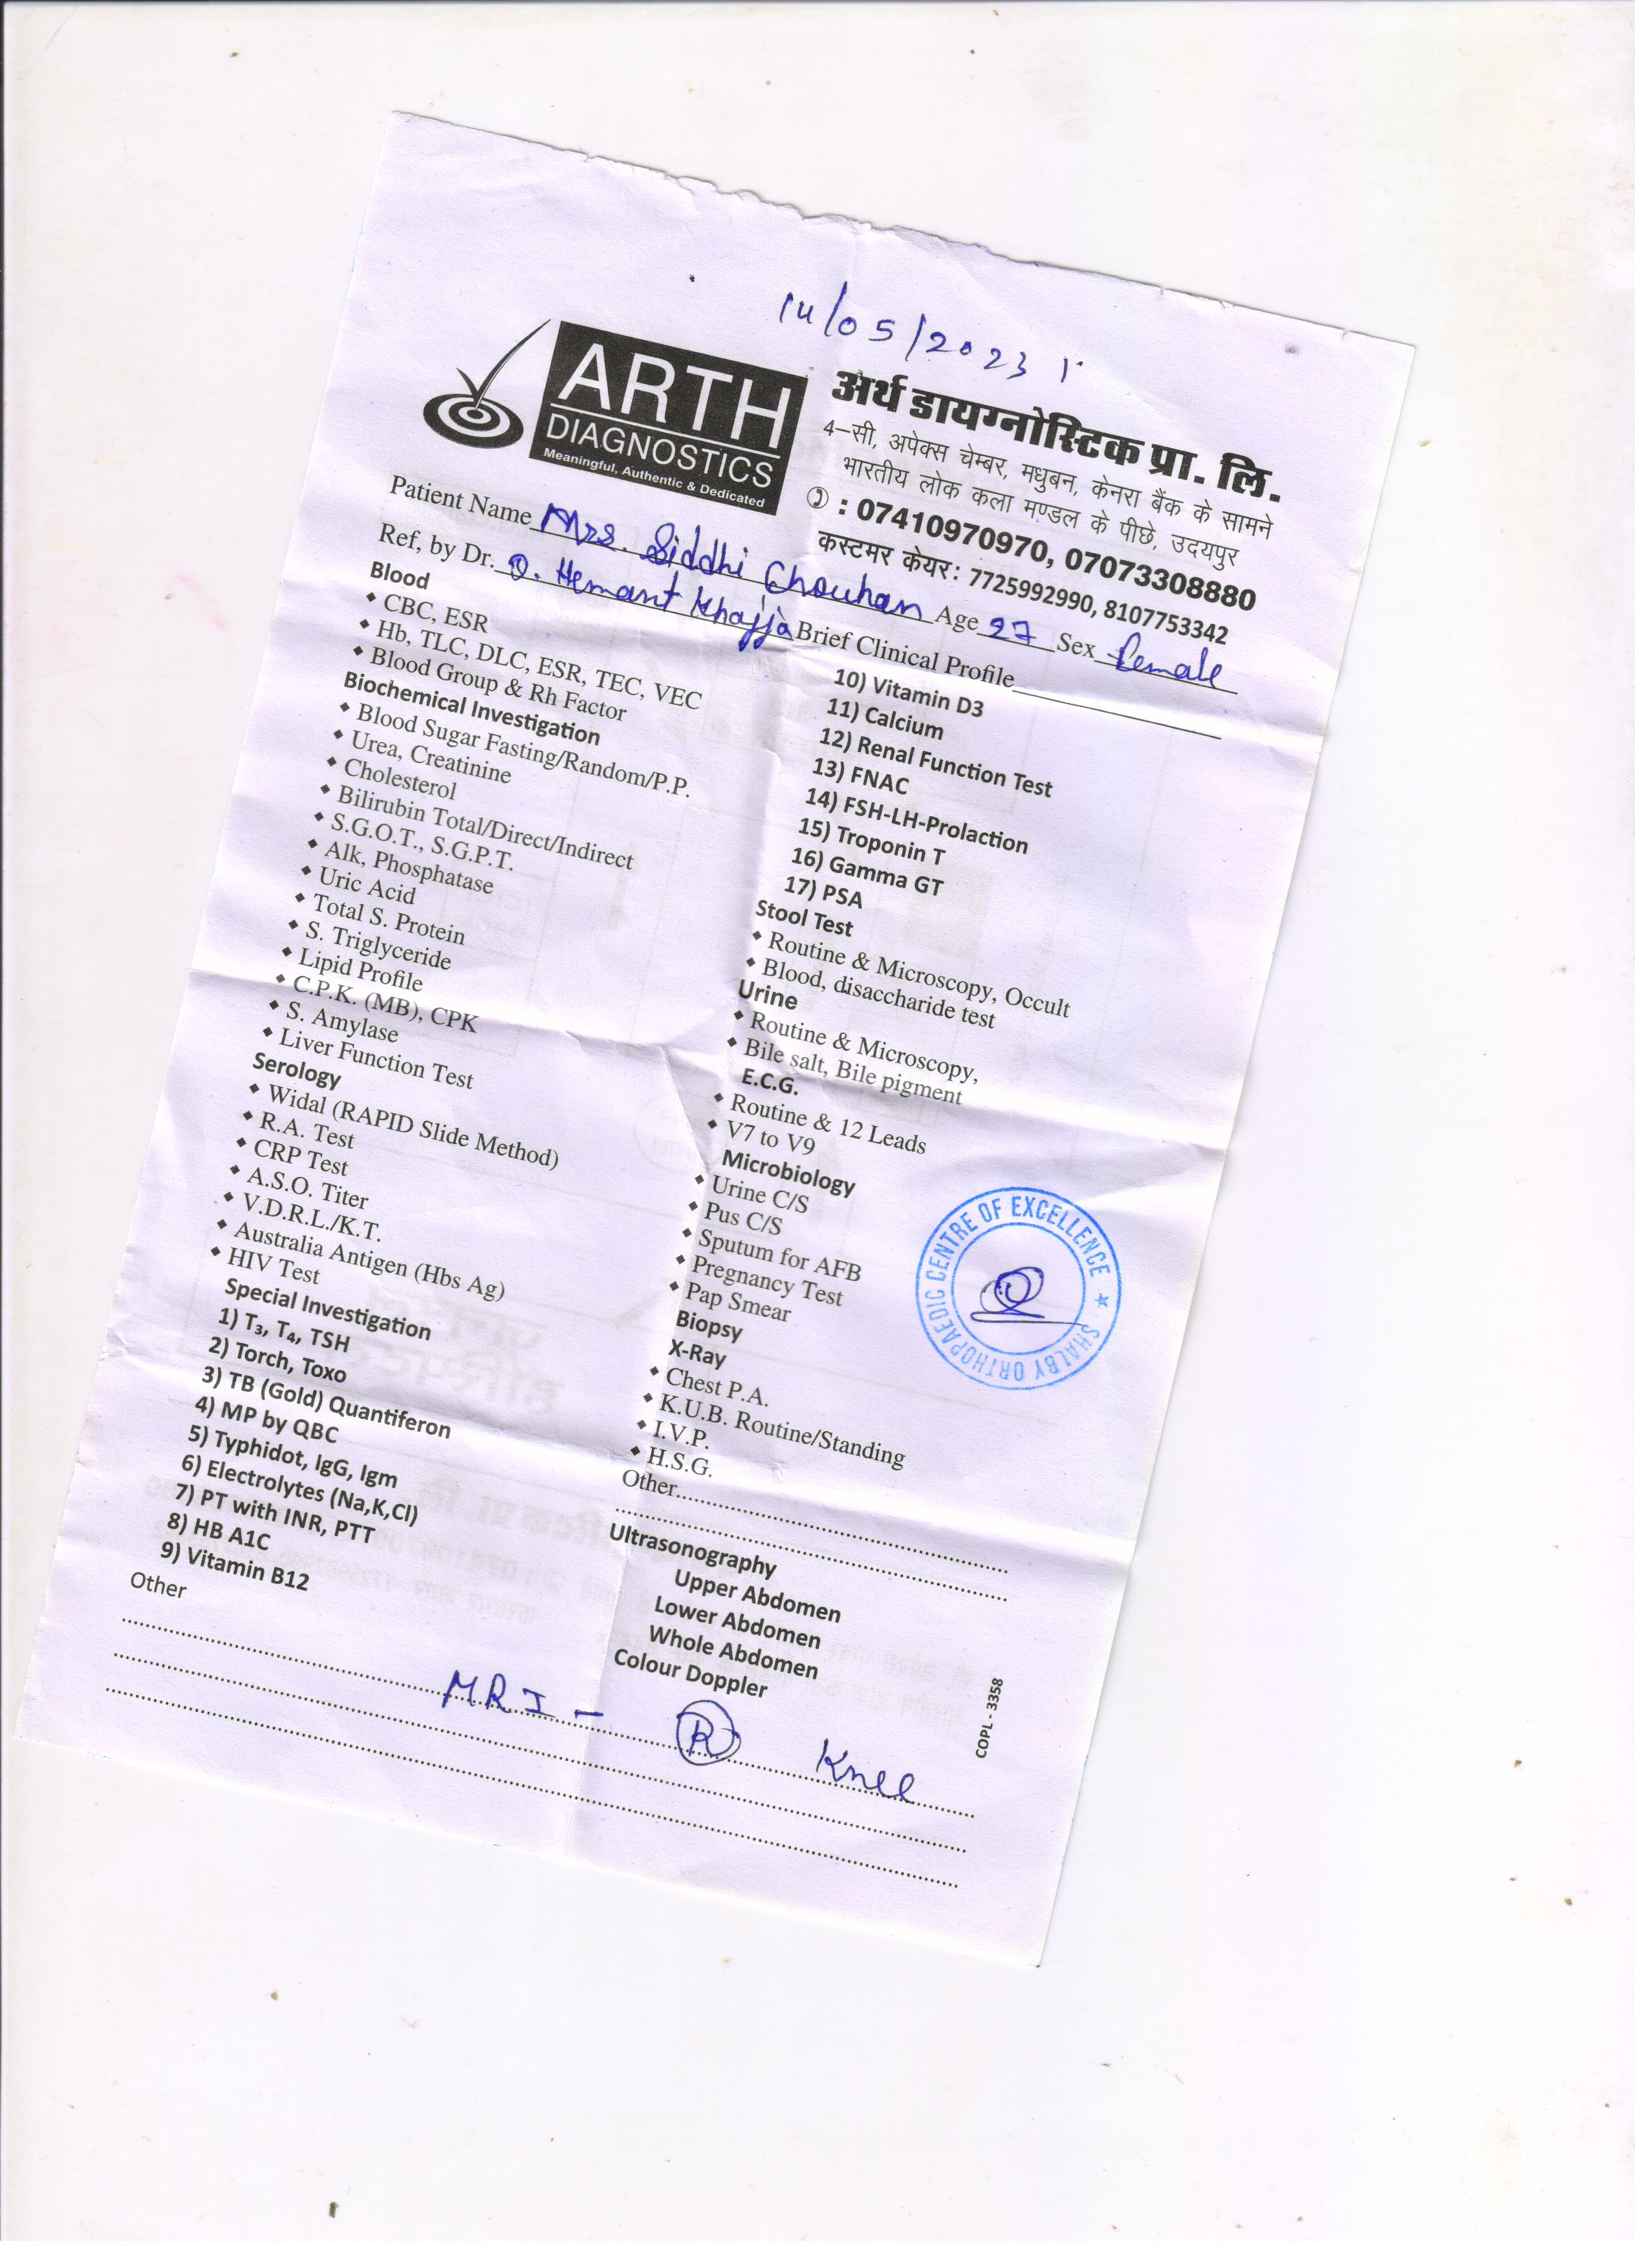 14/05/2023
ARTH
DIAGNOSTICS
Meaningful, Authentic & Dedicated
अर्थ डायग्नोस्टिक प्रा. लि.
4–सी, अपेक्स चेम्बर, मधुबन, केनरा बैंक के सामने
भारतीय लोक कला मण्डल के पीछे, उदयपुर
: 07410970970, 07073308880
कस्टमर केयर: 7725992990, 8107753342
Patient Name Mrs. Siddhi Chouhan Age 27 Sex Female
Ref, by Dr. D. Hemant Khajja Brief Clinical Profile
Blood
• CBC, ESR
• Hb, TLC, DLC, ESR, TEC, VEC
• Blood Group & Rh Factor
Biochemical Investigation
• Blood Sugar Fasting/Random/P.P.
• Urea, Creatinine
• Cholesterol
• Bilirubin Total/Direct/Indirect
• S.G.O.T., S.G.P.T.
• Alk, Phosphatase
• Uric Acid
• Total S. Protein
• S. Triglyceride
• Lipid Profile
• C.P.K. (MB), CPK
• S. Amylase
• Liver Function Test
Serology
• Widal (RAPID Slide Method)
• R.A. Test
• CRP Test
• A.S.O. Titer
• V.D.R.L./K.T.
• Australia Antigen (Hbs Ag)
• HIV Test
Special Investigation
1) T₃, T₄, TSH
2) Torch, Toxo
3) TB (Gold) Quantiferon
4) MP by QBC
5) Typhidot, IgG, Igm
6) Electrolytes (Na,K,Cl)
7) PT with INR, PTT
8) HB A1C
9) Vitamin B12
Other
10) Vitamin D3
11) Calcium
12) Renal Function Test
13) FNAC
14) FSH-LH-Prolaction
15) Troponin T
16) Gamma GT
17) PSA
Stool Test
• Routine & Microscopy, Occult
• Blood, disaccharide test
Urine
• Routine & Microscopy,
• Bile salt, Bile pigment
E.C.G.
• Routine & 12 Leads
• V7 to V9
Microbiology
• Urine C/S
• Pus C/S
• Sputum for AFB
• Pregnancy Test
• Pap Smear
Biopsy
X-Ray
• Chest P.A.
• K.U.B. Routine/Standing
• I.V.P.
• H.S.G.
Other
Ultrasonography
Upper Abdomen
Lower Abdomen
Whole Abdomen
Colour Doppler
SHALBY ORTHOPAEDIC CENTRE OF EXCELLENCE ★
COPL - 3358
MRI - R Knee